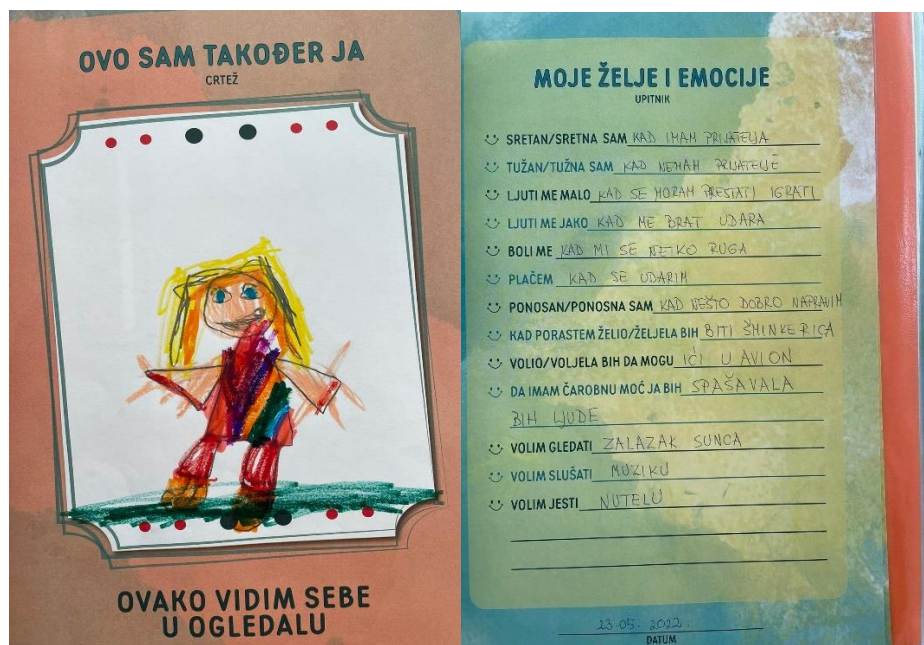 OVO SAM TAKOĐER JA
CRTEŽ
OVAKO VIDIM SEBE
U OGLEDALU
MOJE ŽELJE I EMOCIJE
UPITNIK
SRETAN/SRETNA SAM KAD IMAM PRIJATELJA
TUŽAN/TUŽNA SAM KAD NEMAM PRIJATELJE
LJUTI ME MALO KAD SE MORAM PRESTATI IGRATI
LJUTI ME JAKO KAD ME BRAT UDARA
BOLI ME KAD MI SE NETKO RUGA
PLAČEM KAD SE UDARIM
PONOSAN/PONOSNA SAM KAD NEŠTO DOBRO NAPRAVIM
KAD PORASTEM ŽELIO/ŽELJELA BIH BITI ŠMINKERICA
VOLIO/VOLJELA BIH DA MOGU IĆI U AVION
DA IMAM ČAROBNU MOĆ JA BIH SPAŠAVALA
BIH LJUDE
VOLIM GLEDATI ZALAZAK SUNCA
VOLIM SLUŠATI MUZIKU
VOLIM JESTI NUTELU
23.05.2022.
DATUM